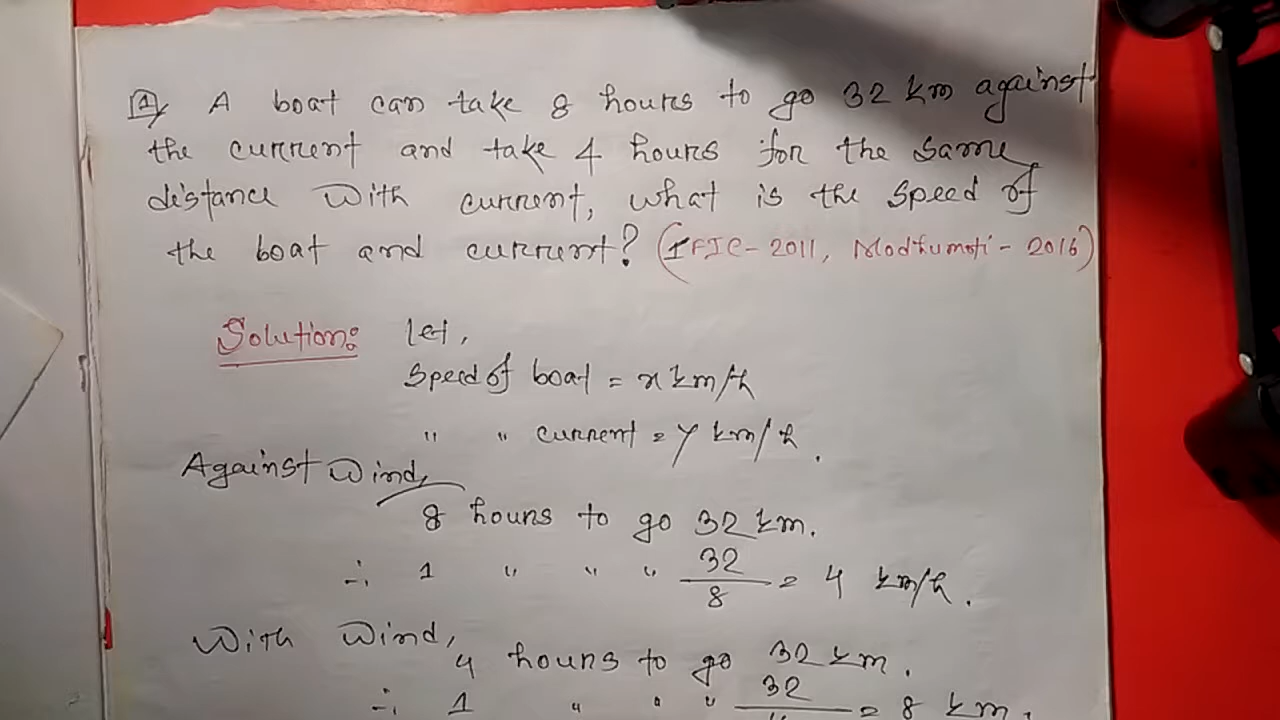 Q1 A boat can take 8 hours to go 32 km against
the current and take 4 hours for the same
distance with current, what is the speed of
the boat and current? (IFIC-2011, Modhumoti-2016)
Solution: let,
Speed of boat = x km/h
" " current = y km/h.
Against wind,
8 hours to go 32 km.
∴ 1 " " " 32/8 = 4 km/h.
With wind,
4 hours to go 32 km.
∴ 1 " " " 32/4 = 8 km.